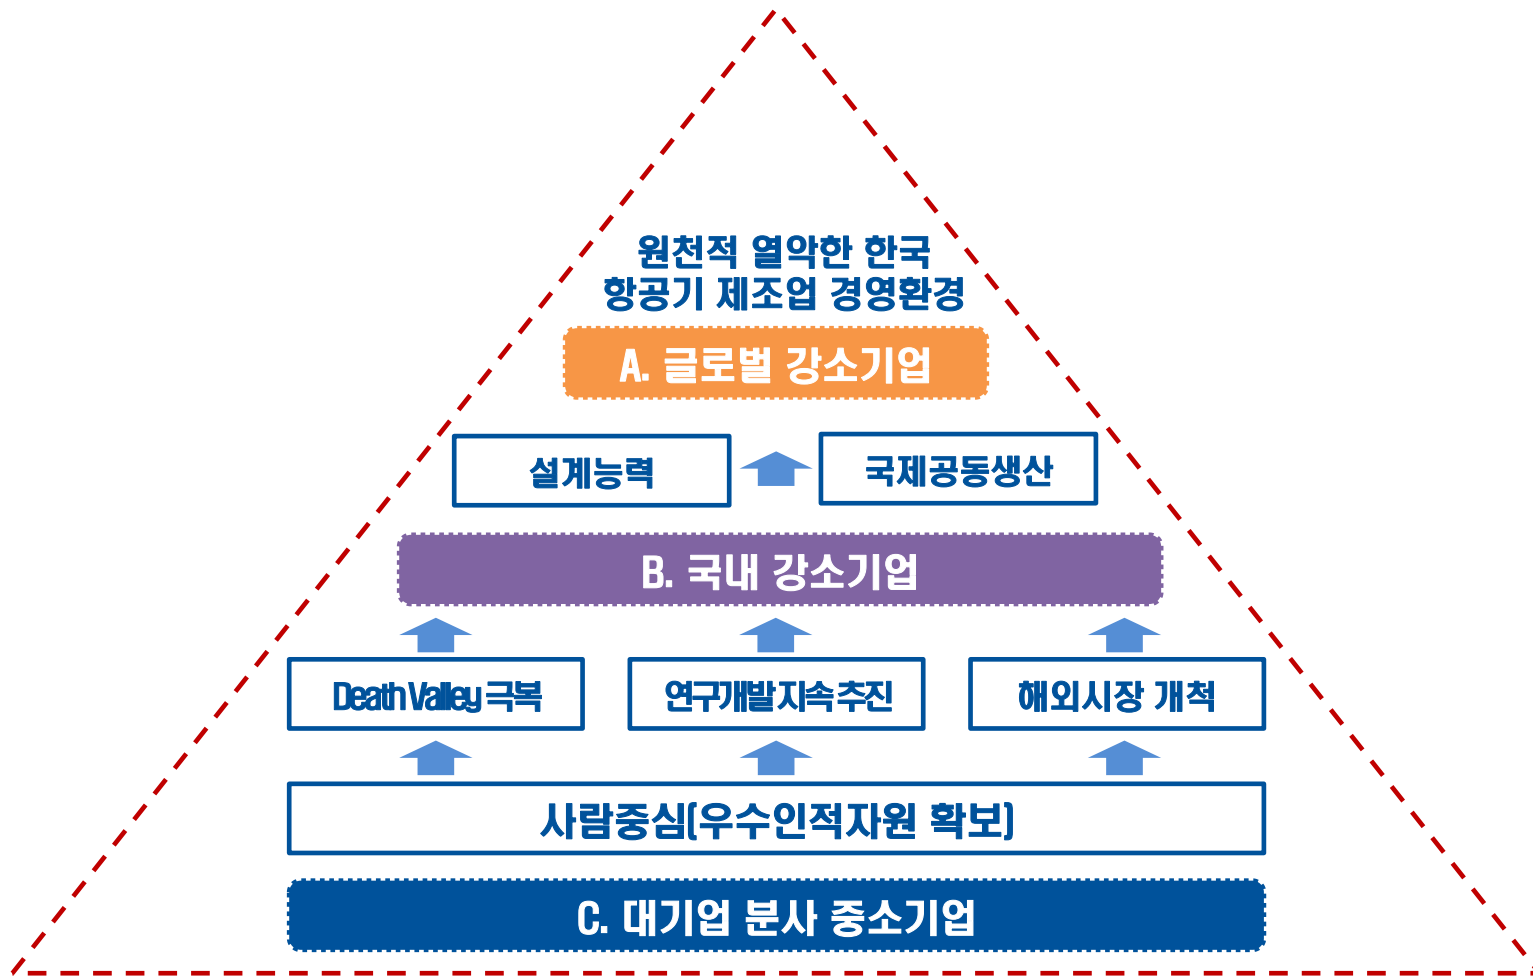 원천적 열악한 한국
항공기 제조업 경영환경
A. 글로벌 강소기업
설계능력
국제공동생산
B. 국내 강소기업
Death Valley 극복
연구개발 지속 추진
해외시장 개척
사람중심(우수인적자원 확보)
C. 대기업 분사 중소기업